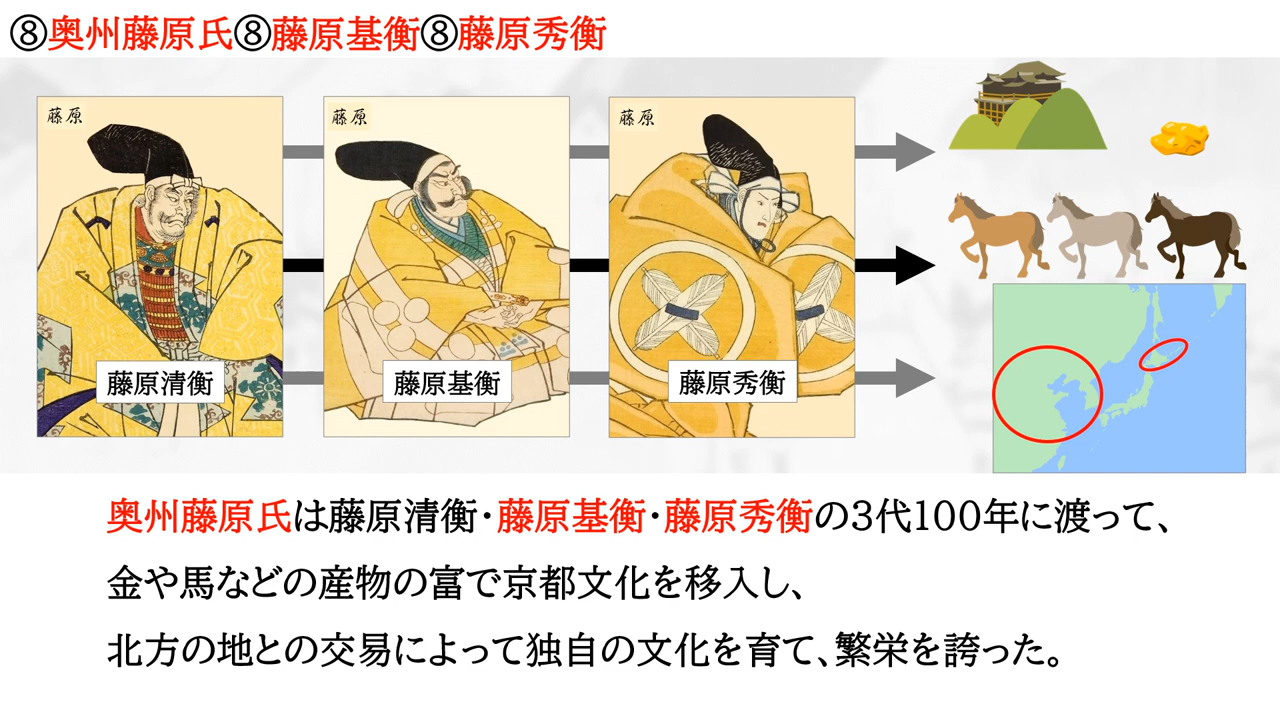 ⑧奥州藤原氏⑧藤原基衡⑧藤原秀衡
藤原
藤原
藤原
藤原清衡
藤原基衡
藤原秀衡
奥州藤原氏は藤原清衡・藤原基衡・藤原秀衡の3代100年に渡って、
金や馬などの産物の富で京都文化を移入し、
北方の地との交易によって独自の文化を育て、繁栄を誇った。